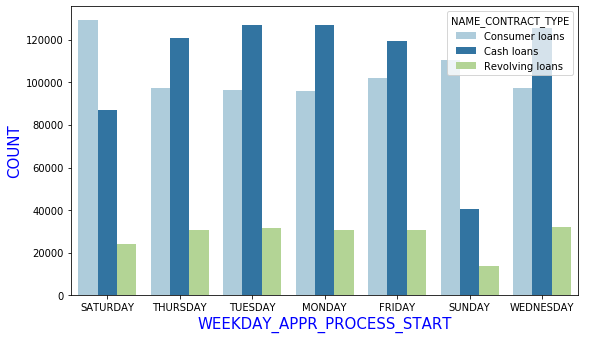 NAME_CONTRACT_TYPE
Consumer loans
Cash loans
Revolving loans
120000
100000
80000
60000
40000
20000
0
COUNT
SATURDAY THURSDAY TUESDAY MONDAY FRIDAY SUNDAY WEDNESDAY
WEEKDAY_APPR_PROCESS_START